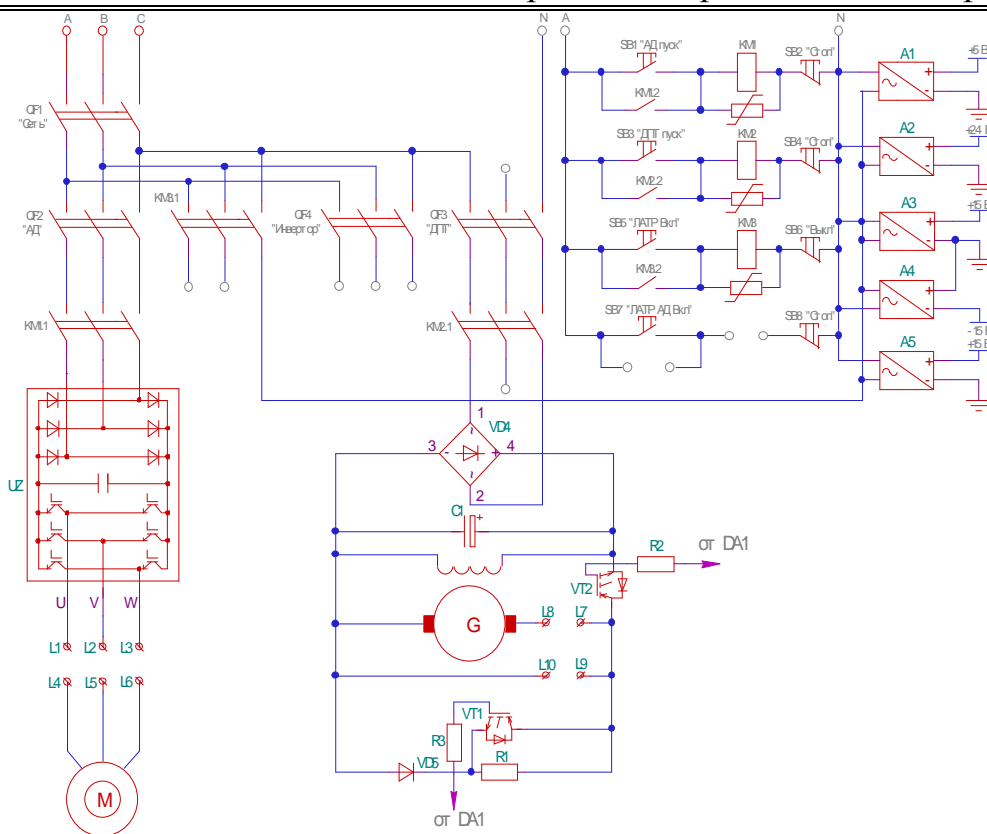 A B C N A N
SB1 "АД пуск" KM1 SB2 "Стоп" A1 +5 В
QF1 "Сеть"
KM1.2
A2 +24 В
SB3 "ДПТ пуск" KM2 SB4 "Стоп"
KM2.2
QF2 "АД"
KM3.1
QF4 "Инвертор"
QF3 "ДПТ"
A3 +15 В
SB5 "ЛАТР Вкл" KM3 SB6 "Выкл"
KM3.2
A4
SB7 "ЛАТР АД Вкл" SB8 "Стоп"
-15 В
+15 В
A5
KM1.1
KM2.1
1
VD4
3 - + 4
2
UZ
C1
+
R2 от DA1
VT2
U V W
G
L8 L7
L1 L2 L3
L10 L9
L4 L5 L6
VT1
R3
VD5 R1
M
от DA1